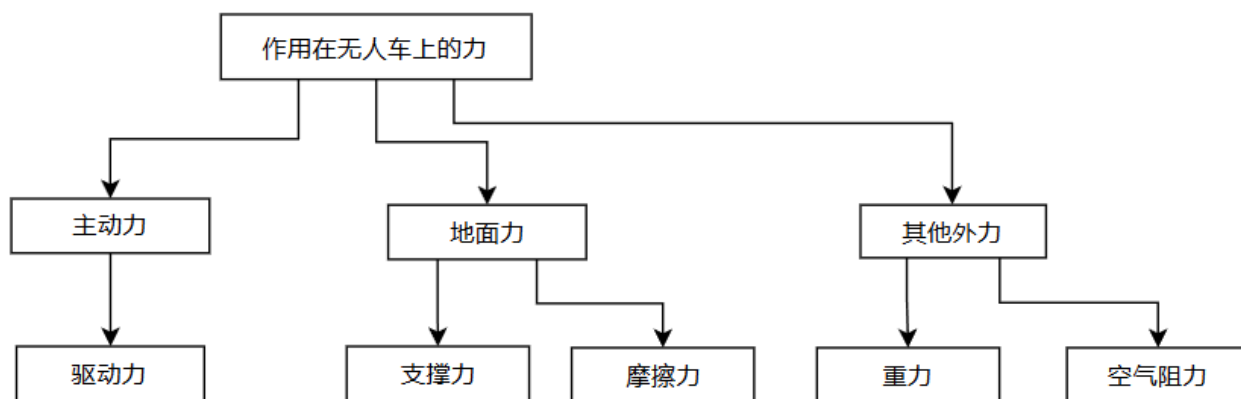 作用在无人车上的力
主动力
地面力
其他外力
驱动力
支撑力
摩擦力
重力
空气阻力